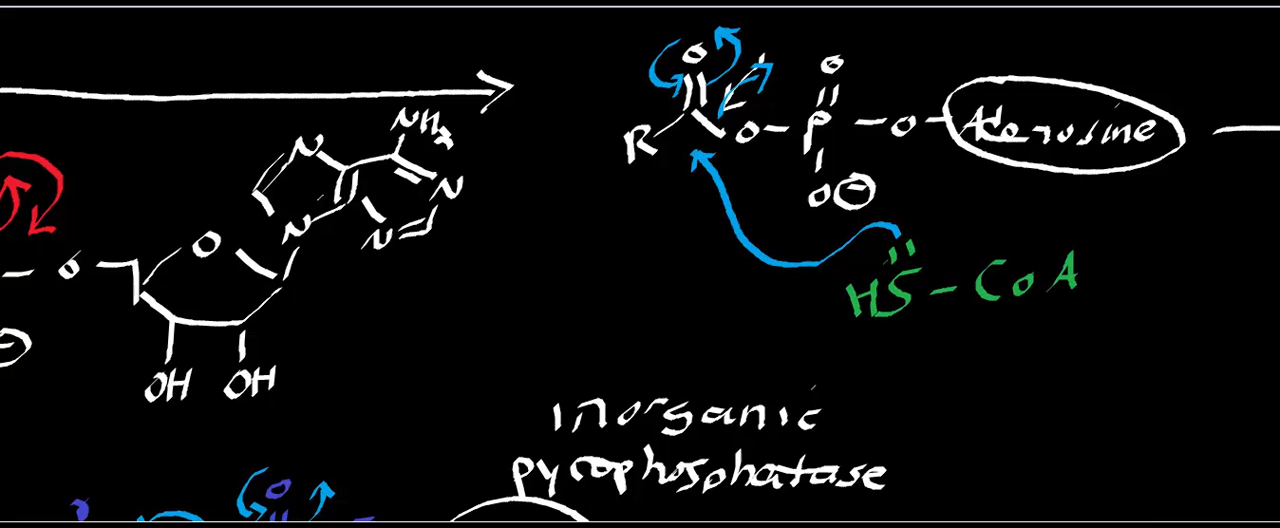 O O
NH2
N
R O - P - O - Adenosine
N
O⊖
N
N
O
- O
HS - CoA
⊖
OH OH
inorganic
pyrophosphatase
O